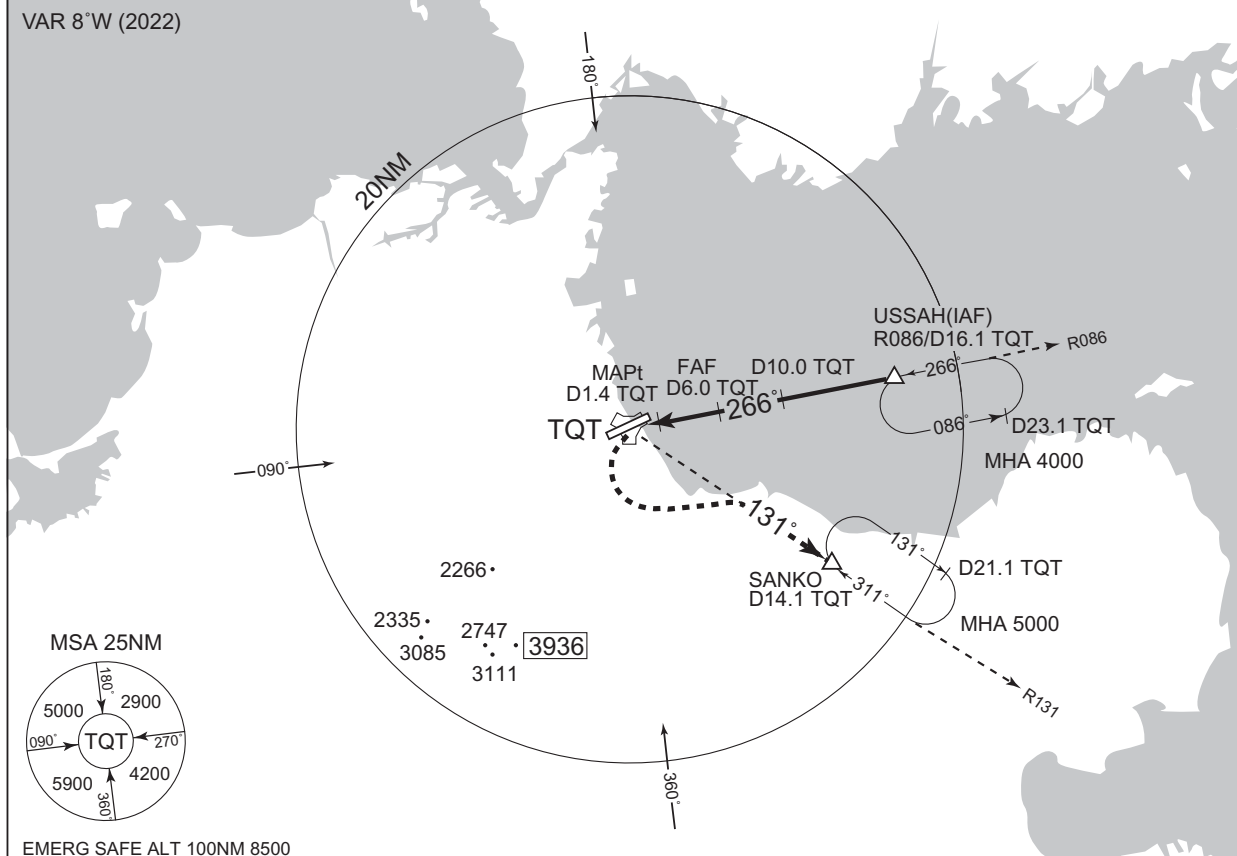 VAR 8°W (2022)
180°
20NM
USSAH(IAF)
R086/D16.1 TQT
R086
266°
MAPt
D1.4 TQT
FAF
D6.0 TQT
D10.0 TQT
266°
TQT
086°
D23.1 TQT
MHA 4000
090°
131°
131°
D21.1 TQT
SANKO
D14.1 TQT
311°
MHA 5000
R131
2266
2335
3085
2747
3936
3111
360°
MSA 25NM
180°
5000
2900
090°
TQT
270°
5900
4200
360°
EMERG SAFE ALT 100NM 8500